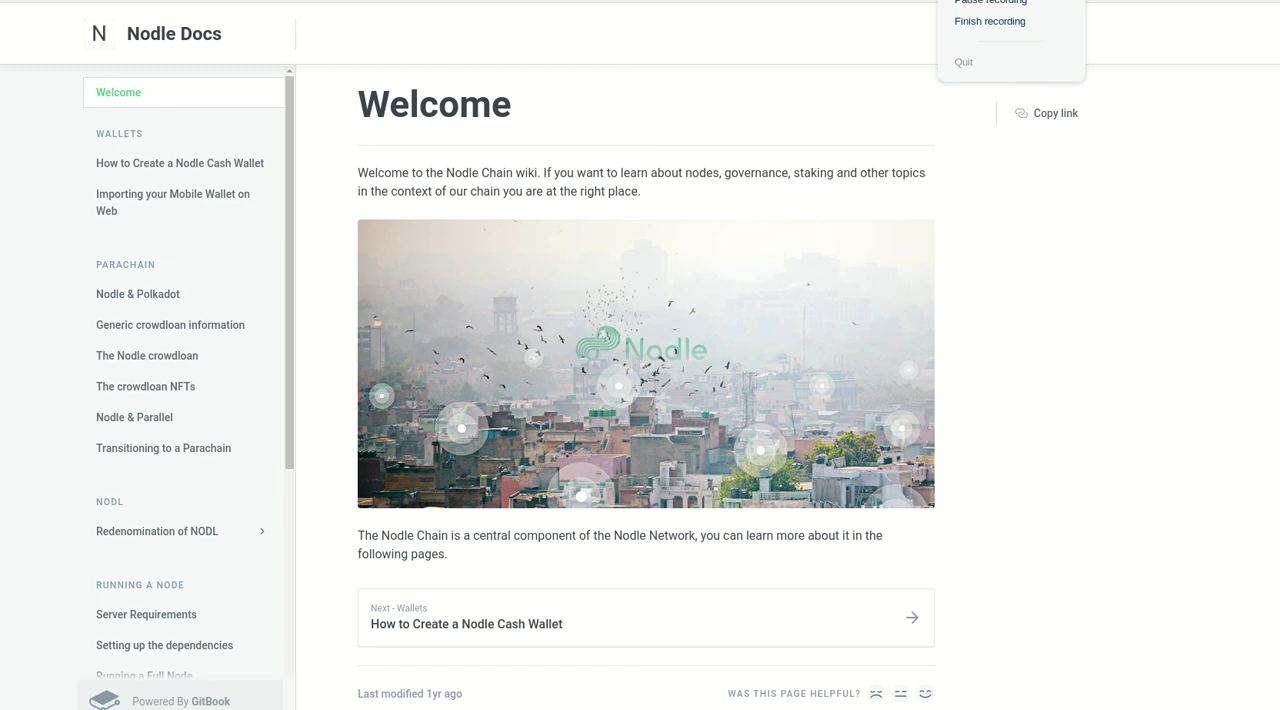 Pause recording
Finish recording
Quit
N
Nodle Docs
Welcome
WALLETS
How to Create a Nodle Cash Wallet
Importing your Mobile Wallet on
Web
PARACHAIN
Nodle & Polkadot
Generic crowdloan information
The Nodle crowdloan
The crowdloan NFTs
Nodle & Parallel
Transitioning to a Parachain
NODL
Redenomination of NODL
RUNNING A NODE
Server Requirements
Setting up the dependencies
Running a Full Node
Powered By GitBook
Welcome
Copy link
Welcome to the Nodle Chain wiki. If you want to learn about nodes, governance, staking and other topics
in the context of our chain you are at the right place.
Nodle
The Nodle Chain is a central component of the Nodle Network, you can learn more about it in the
following pages.
Next - Wallets
How to Create a Nodle Cash Wallet
Last modified 1yr ago
WAS THIS PAGE HELPFUL?